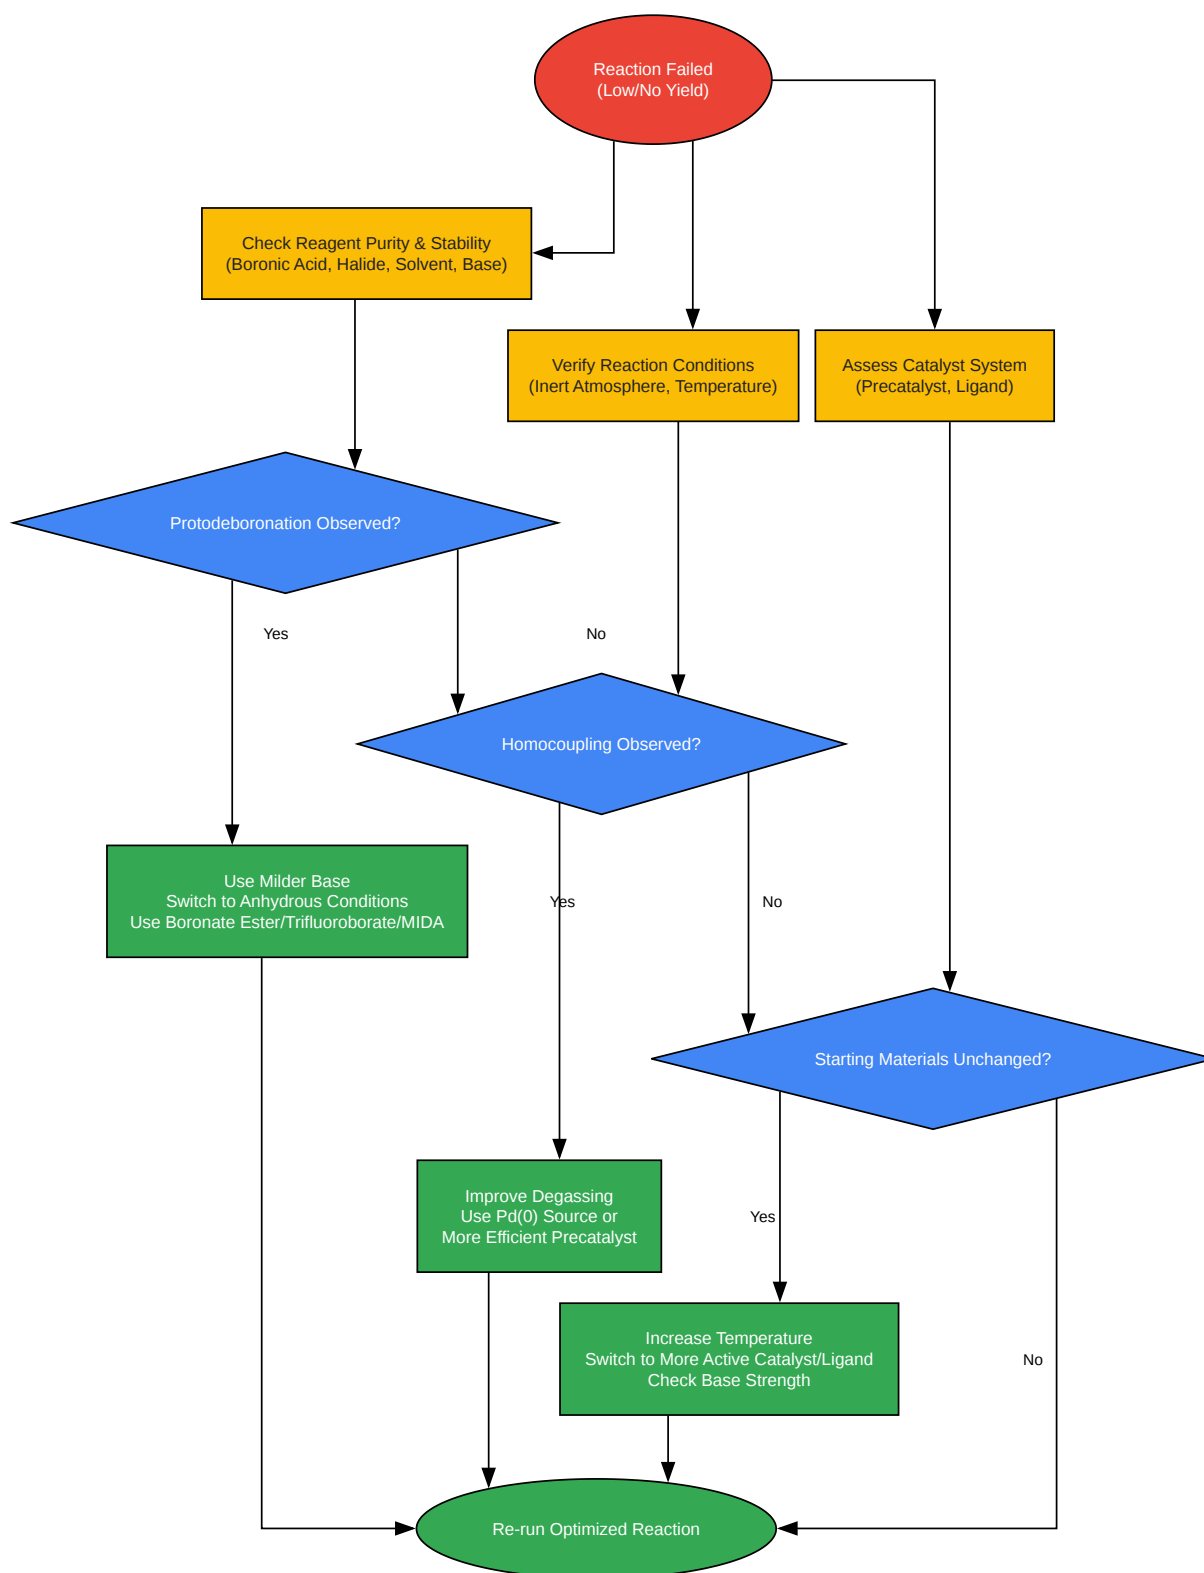 Reaction Failed
(Low/No Yield)
Check Reagent Purity & Stability
(Boronic Acid, Halide, Solvent, Base)
Verify Reaction Conditions
(Inert Atmosphere, Temperature)
Assess Catalyst System
(Precatalyst, Ligand)
Protodeboronation Observed?
Yes
No
Homocoupling Observed?
Use Milder Base
Switch to Anhydrous Conditions
Use Boronate Ester/Trifluoroborate/MIDA
Yes
No
Starting Materials Unchanged?
Improve Degassing
Use Pd(0) Source or
More Efficient Precatalyst
Yes
Increase Temperature
Switch to More Active Catalyst/Ligand
Check Base Strength
No
Re-run Optimized Reaction